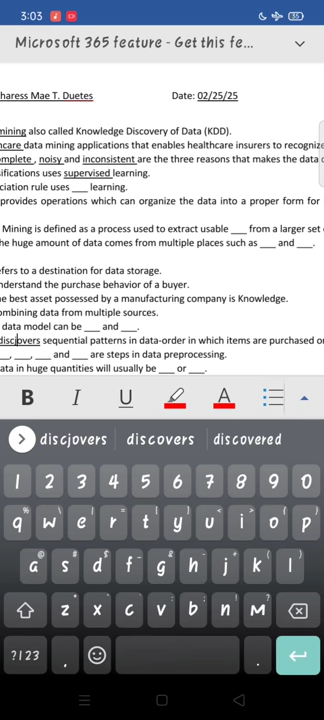 3:03
35
Microsoft 365 feature - Get this fe...
haress Mae T. Duetes Date: 02/25/25
mining also called Knowledge Discovery of Data (KDD).
hcare data mining applications that enables healthcare insurers to recognize
omplete , noisy and inconsistent are the three reasons that makes the data
sifications uses supervised learning.
ciation rule uses ___ learning.
provides operations which can organize the data into a proper form for
Mining is defined as a process used to extract usable ___ from a larger set
he huge amount of data comes from multiple places such as ___ and ___.
efers to a destination for data storage.
understand the purchase behavior of a buyer.
he best asset possessed by a manufacturing company is Knowledge.
ombining data from multiple sources.
data model can be ___ and ___.
discjovers sequential patterns in data-order in which items are purchased or
___, ___, ___ and ___ are steps in data preprocessing.
ata in huge quantities will usually be ___ or ___.
B I U A
discjovers discovers discovered
1 2 3 4 5 6 7 8 9 0
q w e r t y u i o p
a s d f g h j k l
z x c v b n M
?123 , .